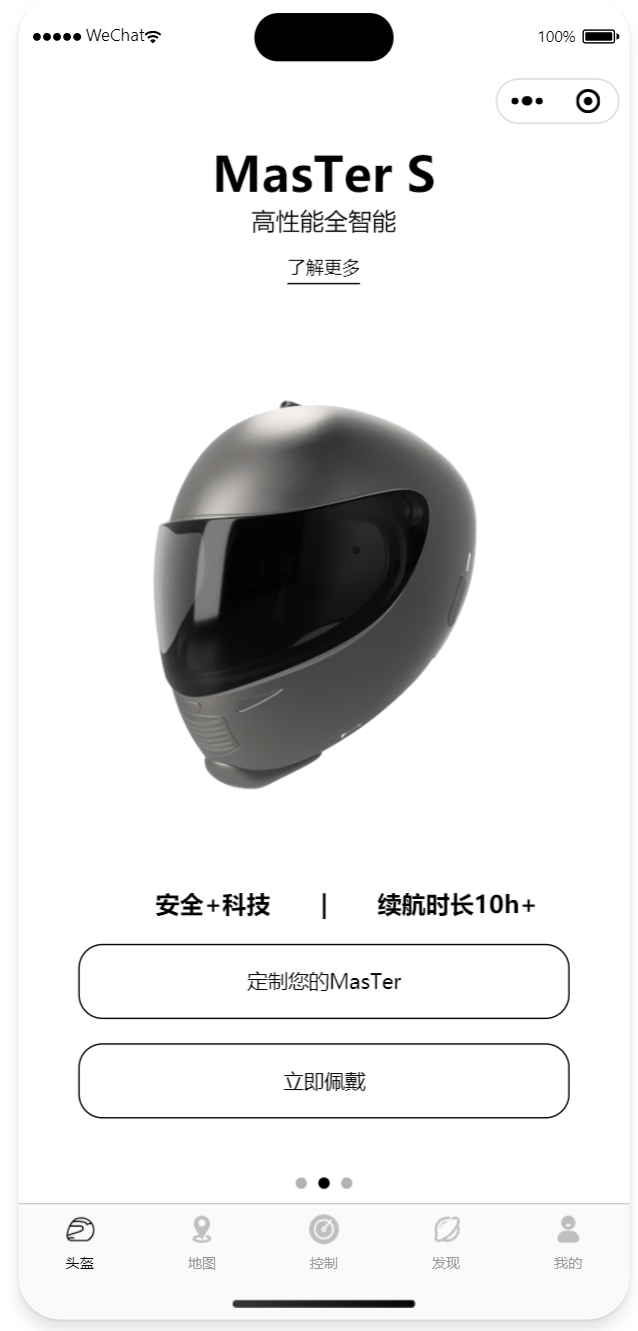 WeChat
100%
MasTer S
高性能全智能
了解更多
安全+科技 | 续航时长10h+
定制您的MasTer
立即佩戴
头盔 地图 控制 发现 我的